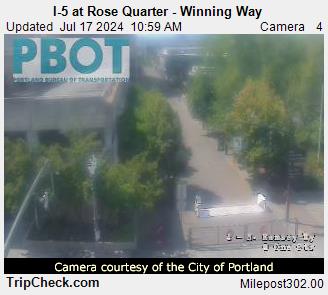 I-5 at Rose Quarter - Winning Way
Updated Jul 17 2024 10:59 AM Camera 4
PBOT
PORTLAND BUREAU OF TRANSPORTATION
Camera courtesy of the City of Portland
TripCheck.com Milepost302.00